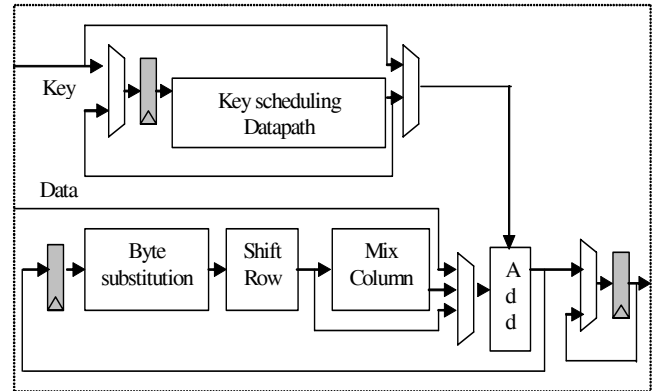 Key
Key scheduling
Datapath
Data
Byte
substitution
Shift
Row
Mix
Column
A
d
d